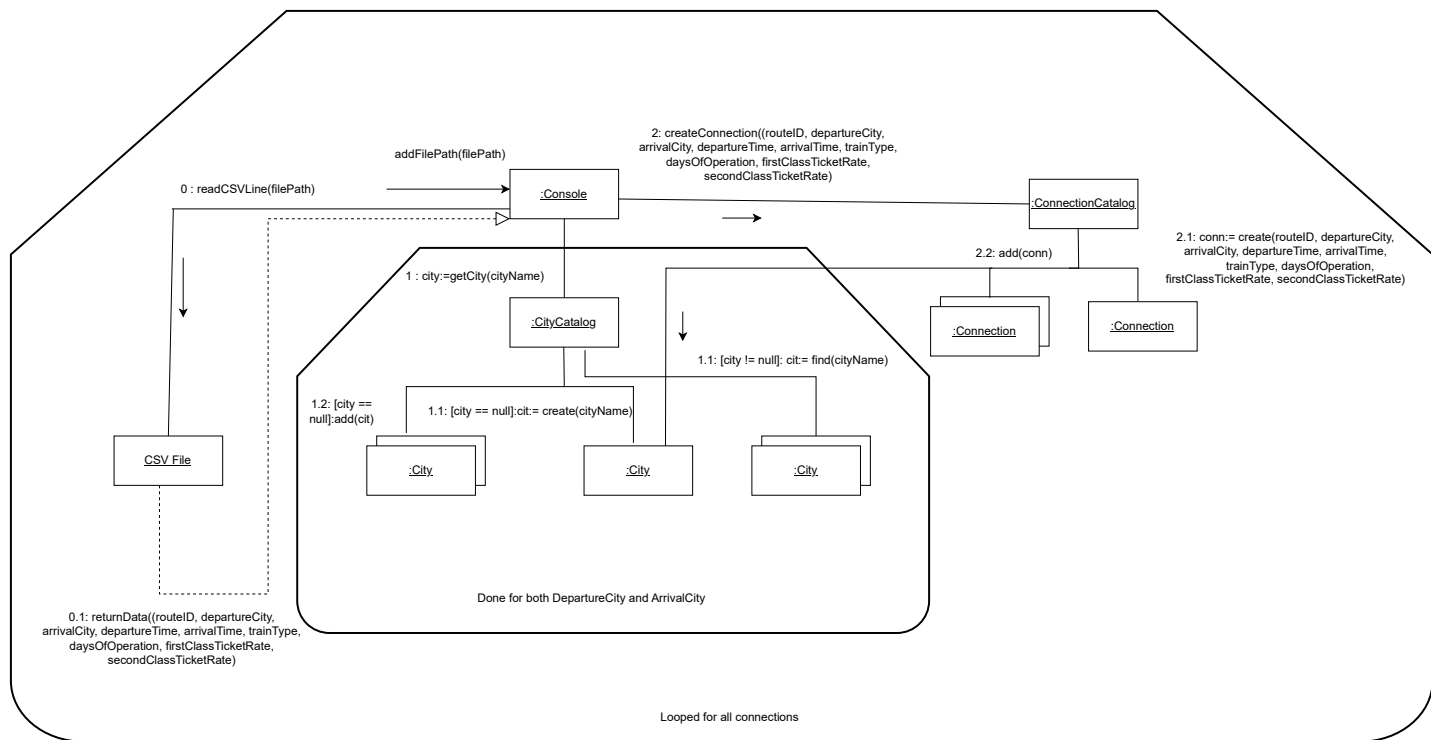 2: createConnection((routeID, departureCity,
arrivalCity, departureTime, arrivalTime, trainType,
daysOfOperation, firstClassTicketRate,
secondClassTicketRate)
addFilePath(filePath)
0 : readCSVLine(filePath)
:Console
:ConnectionCatalog
2.1: conn:= create(routeID, departureCity,
arrivalCity, departureTime, arrivalTime,
trainType, daysOfOperation,
firstClassTicketRate, secondClassTicketRate)
2.2: add(conn)
1 : city:=getCity(cityName)
:CityCatalog
:Connection
:Connection
1.1: [city != null]: cit:= find(cityName)
1.2: [city ==
null]:add(cit)
1.1: [city == null]:cit:= create(cityName)
CSV File
:City
:City
:City
Done for both DepartureCity and ArrivalCity
0.1: returnData((routeID, departureCity,
arrivalCity, departureTime, arrivalTime, trainType,
daysOfOperation, firstClassTicketRate,
secondClassTicketRate)
Looped for all connections